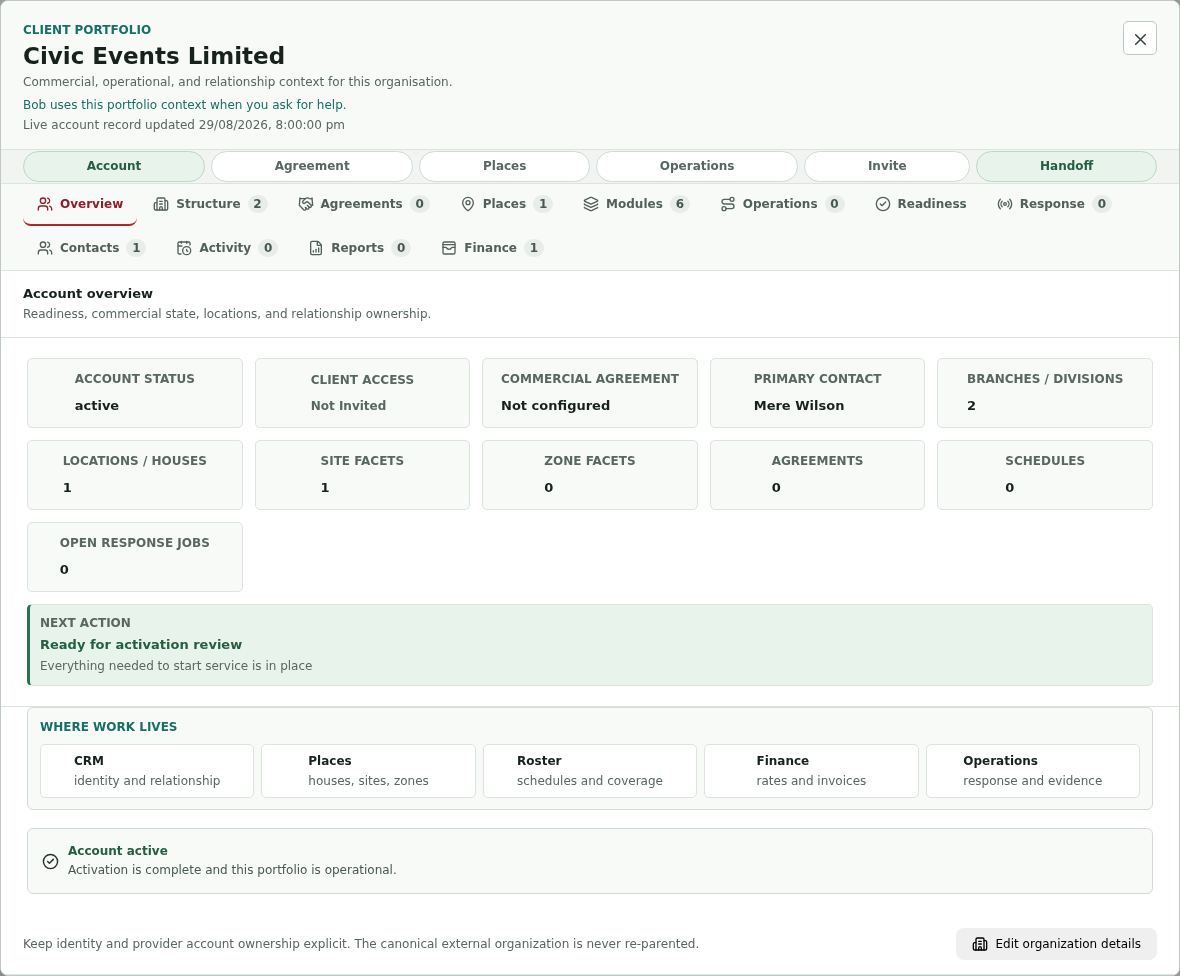 CLIENT PORTFOLIO
Civic Events Limited
Commercial, operational, and relationship context for this organisation.
Bob uses this portfolio context when you ask for help.
Live account record updated 29/08/2026, 8:00:00 pm
Account Agreement Places Operations Invite Handoff
Overview Structure 2 Agreements 0 Places 1 Modules 6 Operations 0 Readiness Response 0
Contacts 1 Activity 0 Reports 0 Finance 1
Account overview
Readiness, commercial state, locations, and relationship ownership.
ACCOUNT STATUS CLIENT ACCESS COMMERCIAL AGREEMENT PRIMARY CONTACT BRANCHES / DIVISIONS
active Not Invited Not configured Mere Wilson 2
LOCATIONS / HOUSES SITE FACETS ZONE FACETS AGREEMENTS SCHEDULES
1 1 0 0 0
OPEN RESPONSE JOBS
0
NEXT ACTION
Ready for activation review
Everything needed to start service is in place
WHERE WORK LIVES
CRM Places Roster Finance Operations
identity and relationship houses, sites, zones schedules and coverage rates and invoices response and evidence
Account active
Activation is complete and this portfolio is operational.
Keep identity and provider account ownership explicit. The canonical external organization is never re-parented.
Edit organization details